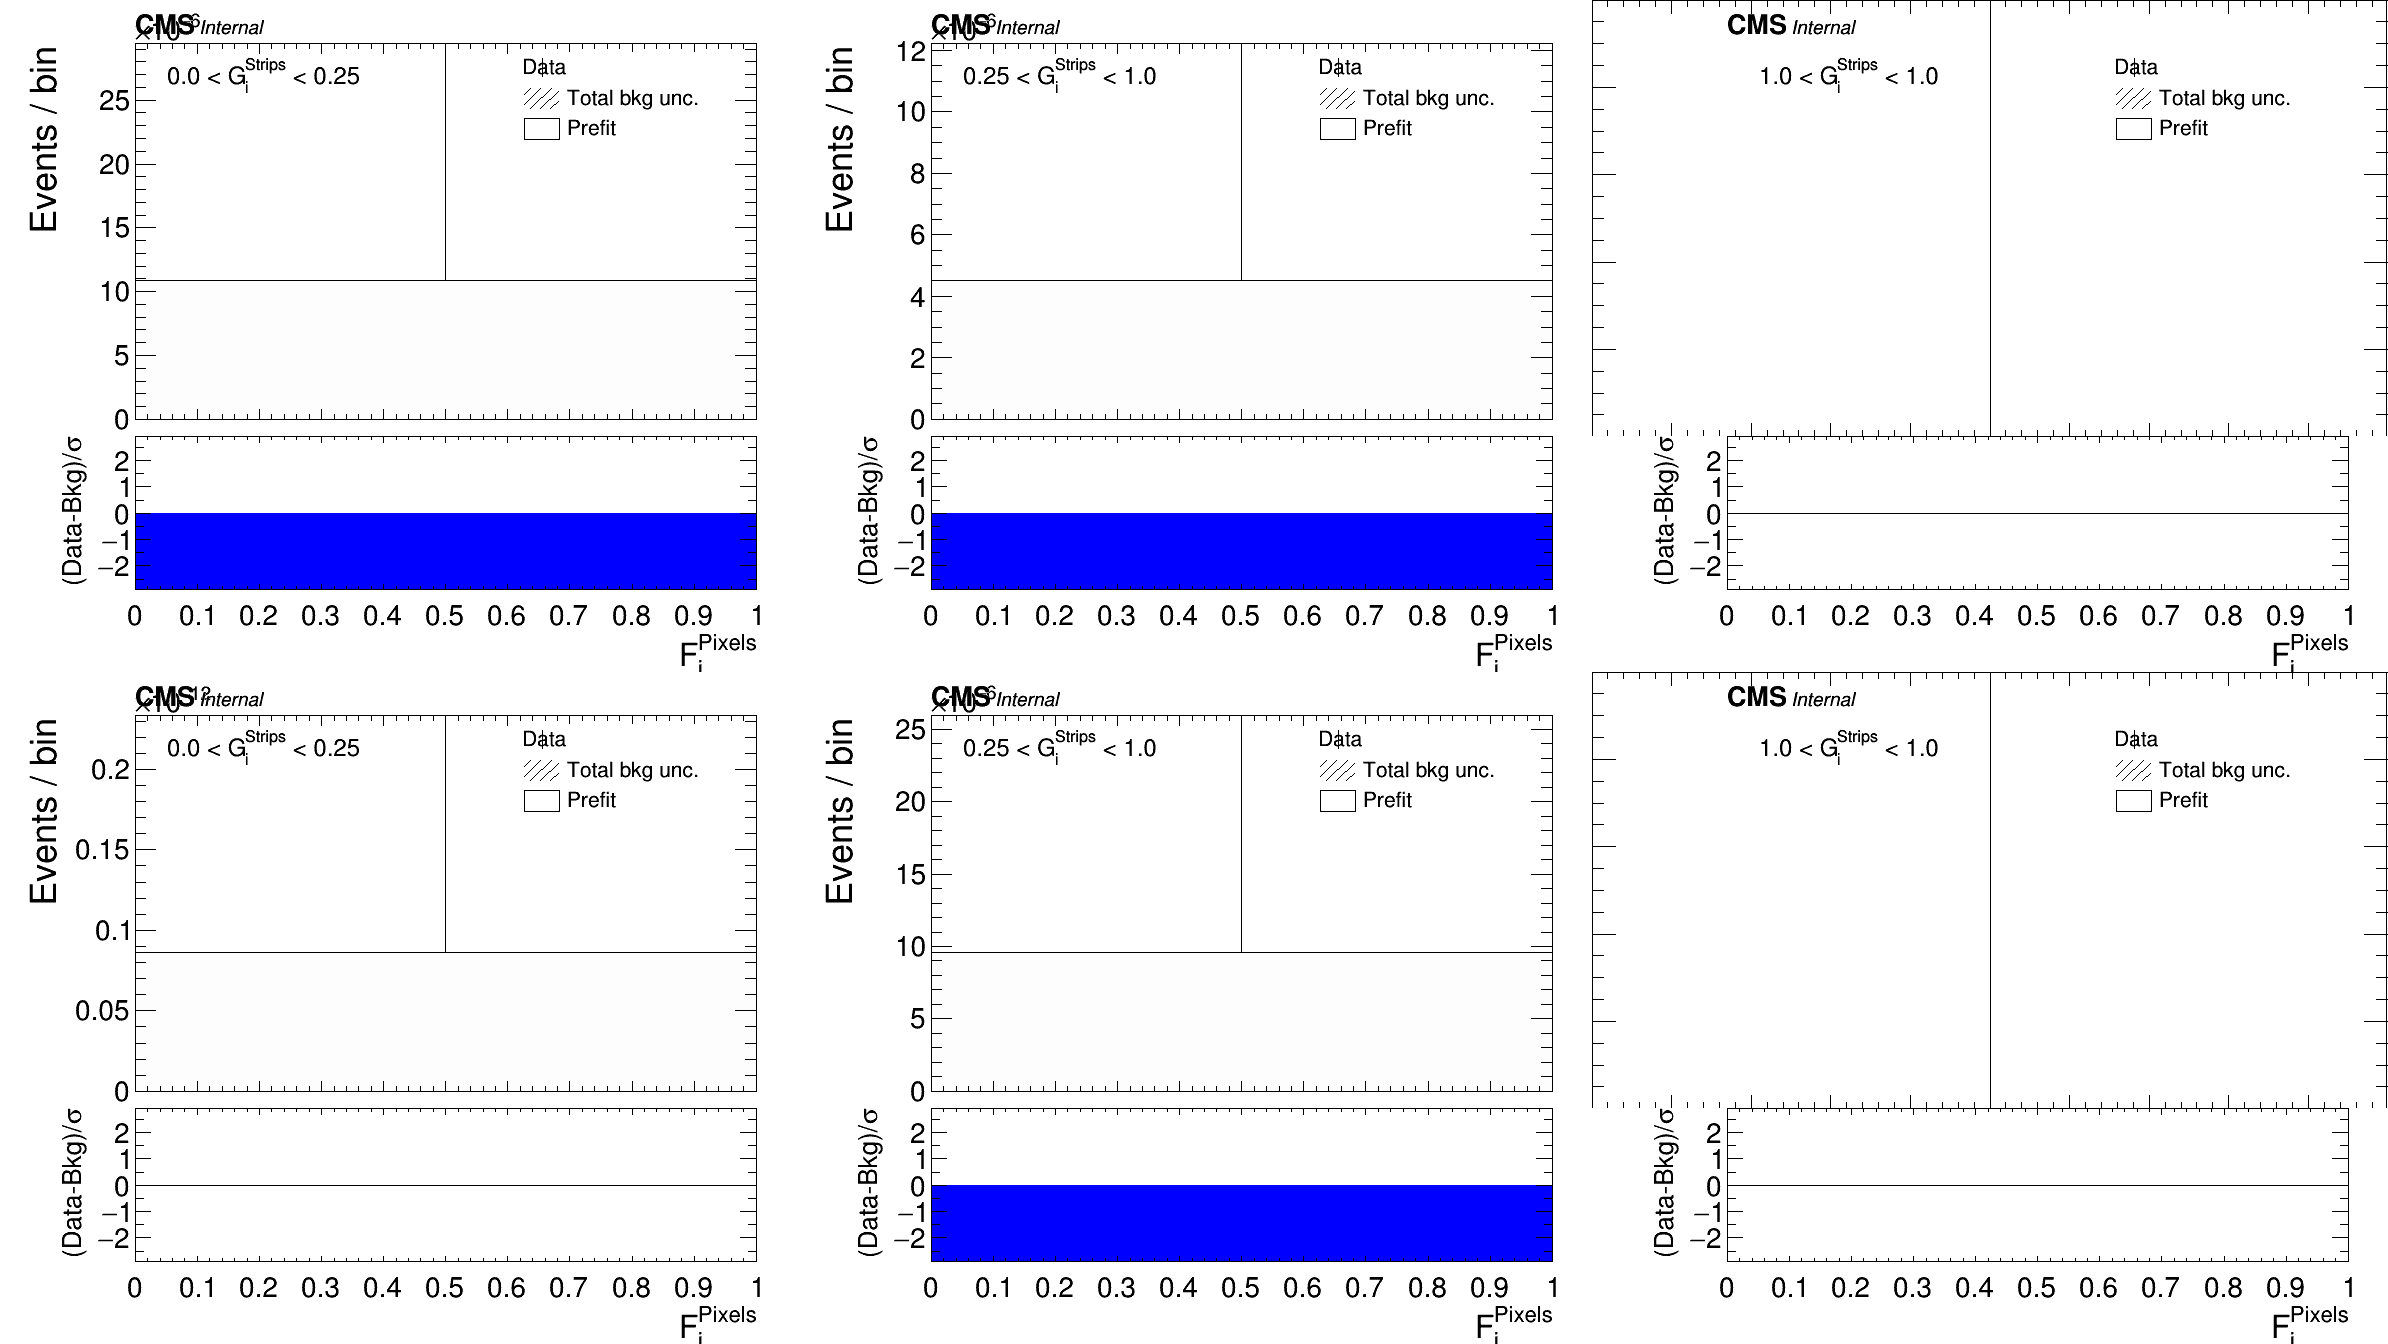 CMS Internal
Events / bin
0.0 < G_i^Strips < 0.25
Data
Total bkg unc.
Prefit
25
20
15
10
5
0
(Data-Bkg)/σ
2
1
0
−1
−2
0 0.1 0.2 0.3 0.4 0.5 0.6 0.7 0.8 0.9 1
F_i^Pixels
CMS Internal
Events / bin
0.25 < G_i^Strips < 1.0
Data
Total bkg unc.
Prefit
12
10
8
6
4
2
0
(Data-Bkg)/σ
2
1
0
−1
−2
0 0.1 0.2 0.3 0.4 0.5 0.6 0.7 0.8 0.9 1
F_i^Pixels
CMS Internal
1.0 < G_i^Strips < 1.0
Data
Total bkg unc.
Prefit
(Data-Bkg)/σ
2
1
0
−1
−2
0 0.1 0.2 0.3 0.4 0.5 0.6 0.7 0.8 0.9 1
F_i^Pixels
CMS Internal
Events / bin
0.0 < G_i^Strips < 0.25
Data
Total bkg unc.
Prefit
0.2
0.15
0.1
0.05
0
(Data-Bkg)/σ
2
1
0
−1
−2
0 0.1 0.2 0.3 0.4 0.5 0.6 0.7 0.8 0.9 1
F_i^Pixels
CMS Internal
Events / bin
0.25 < G_i^Strips < 1.0
Data
Total bkg unc.
Prefit
25
20
15
10
5
0
(Data-Bkg)/σ
2
1
0
−1
−2
0 0.1 0.2 0.3 0.4 0.5 0.6 0.7 0.8 0.9 1
F_i^Pixels
CMS Internal
1.0 < G_i^Strips < 1.0
Data
Total bkg unc.
Prefit
(Data-Bkg)/σ
2
1
0
−1
−2
0 0.1 0.2 0.3 0.4 0.5 0.6 0.7 0.8 0.9 1
F_i^Pixels